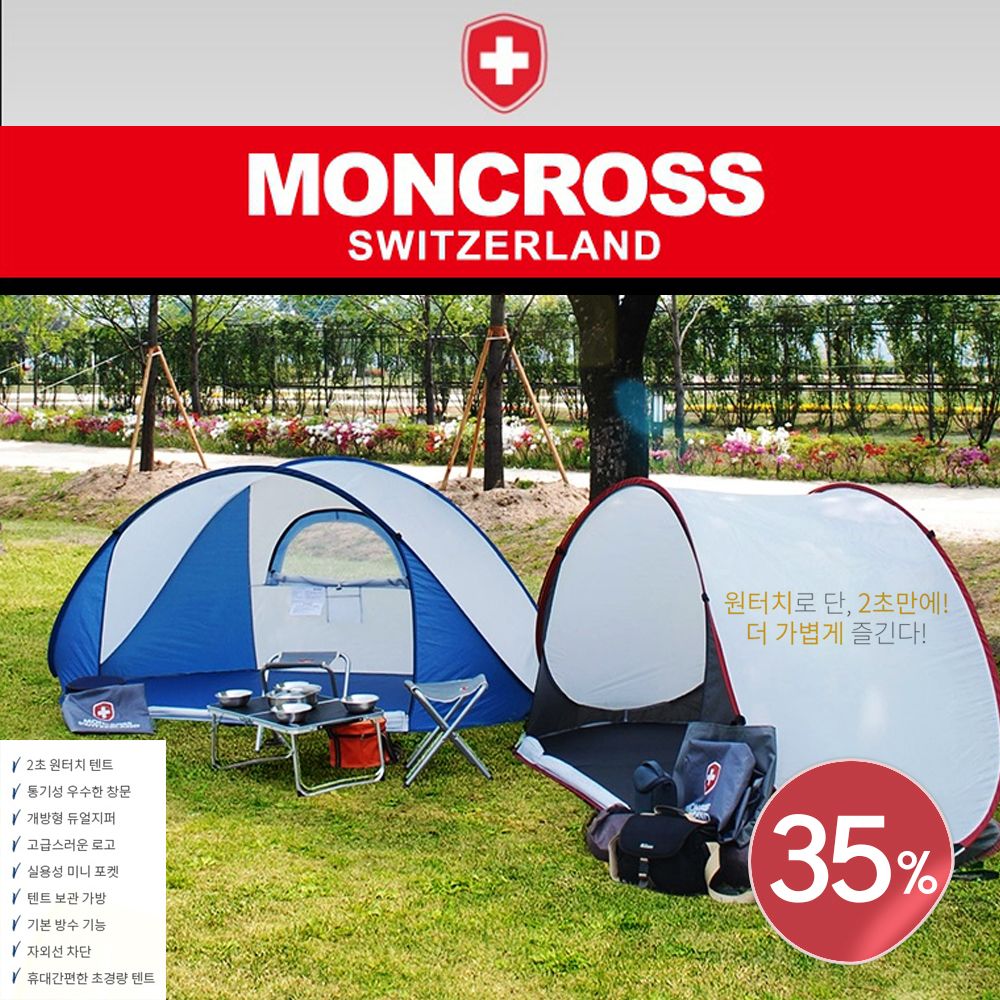 MONCROSS
SWITZERLAND
원터치로 단, 2초만에!
더 가볍게 즐긴다!
MONCROSS
SWITZERLAND
2초 원터치 텐트
통기성 우수한 창문
개방형 듀얼지퍼
고급스러운 로고
실용성 미니 포켓
텐트 보관 가방
기본 방수 기능
자외선 차단
휴대간편한 초경량 텐트
35%